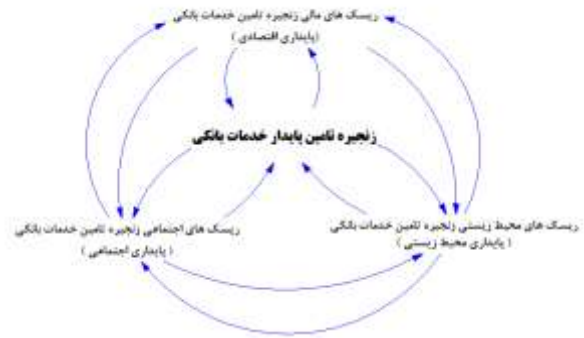 ریسک های مالی زنجیره تامین خدمات بانکی
(پایداری اقتصادی )
زنجیره تامین پایدار خدمات بانکی
ریسک های محیط زیستی زنجیره تامین خدمات بانکی
( پایداری محیط زیستی )
ریسک های اجتماعی زنجیره تامین خدمات بانکی
( پایداری اجتماعی )